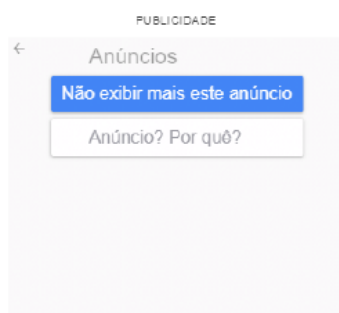 PUBLICIDADE
Anúncios
Não exibir mais este anúncio
Anúncio? Por quê?